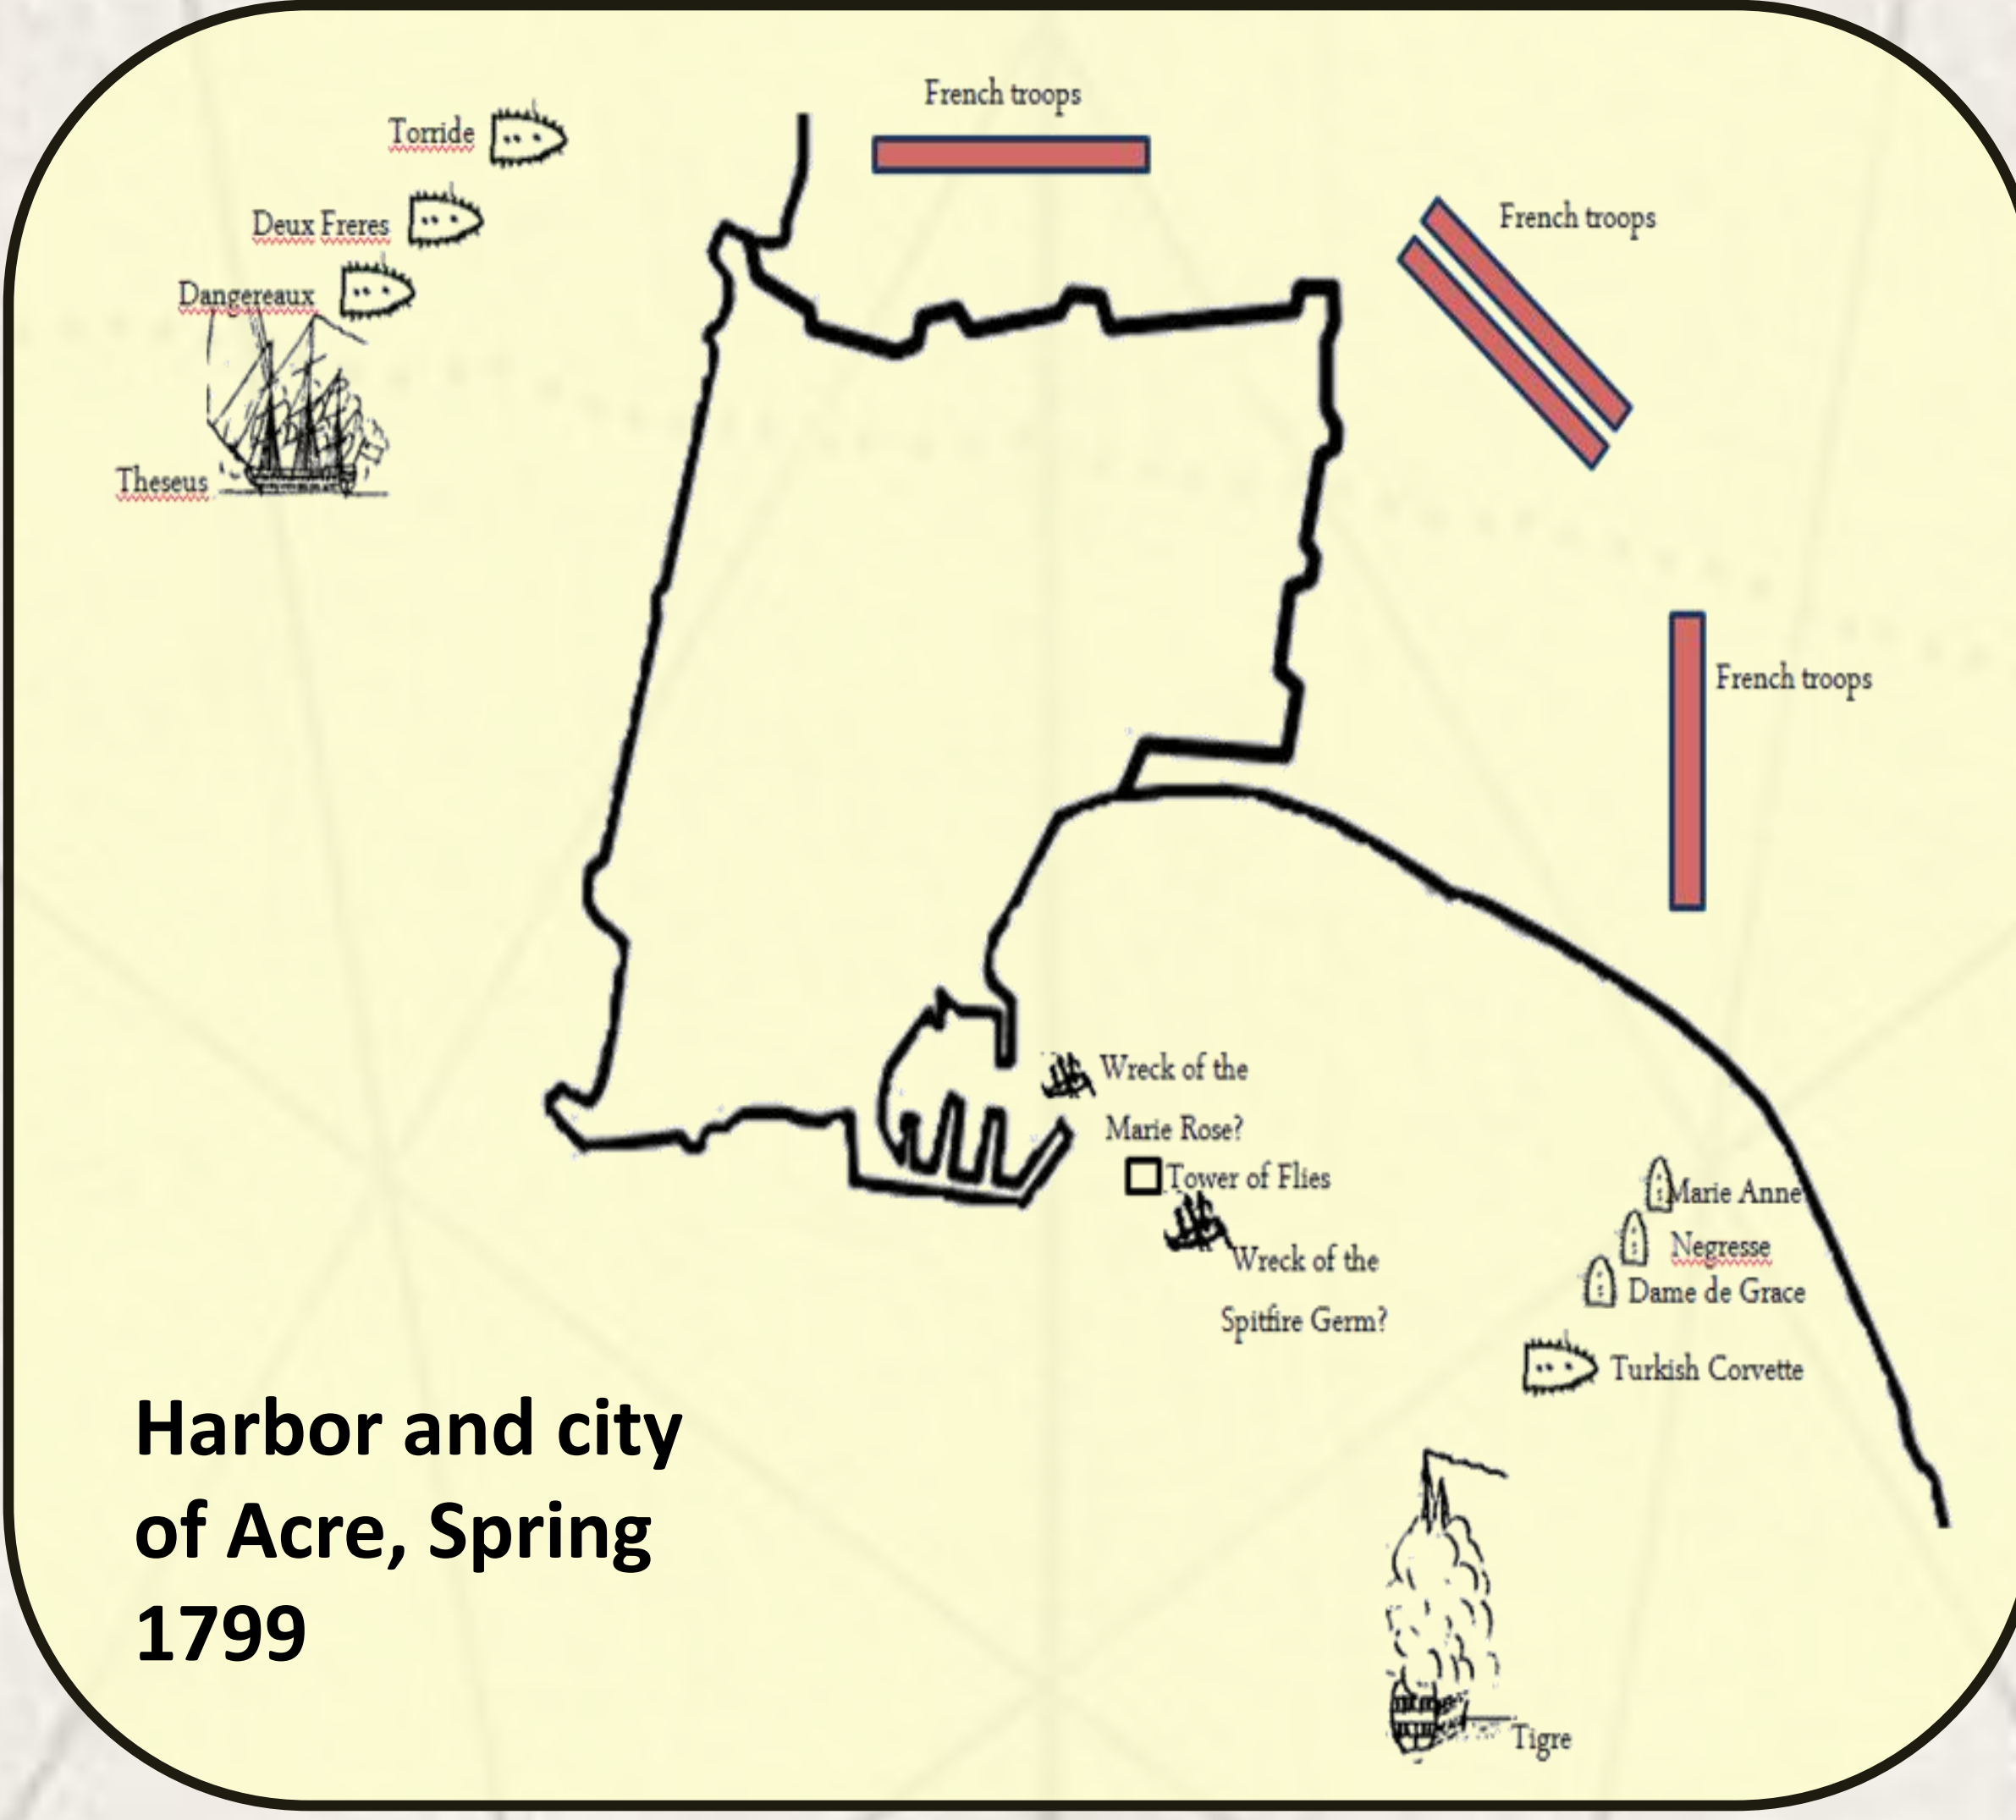 French troops
Torride
French troops
Deux Freres
Dangereaux
Theseus
French troops
Wreck of the
Marie Rose?
Tower of Flies
Marie Anne
Negresse
Wreck of the
Dame de Grace
Spitfire Germ?
Turkish Corvette
Harbor and city
of Acre, Spring
1799
Tigre